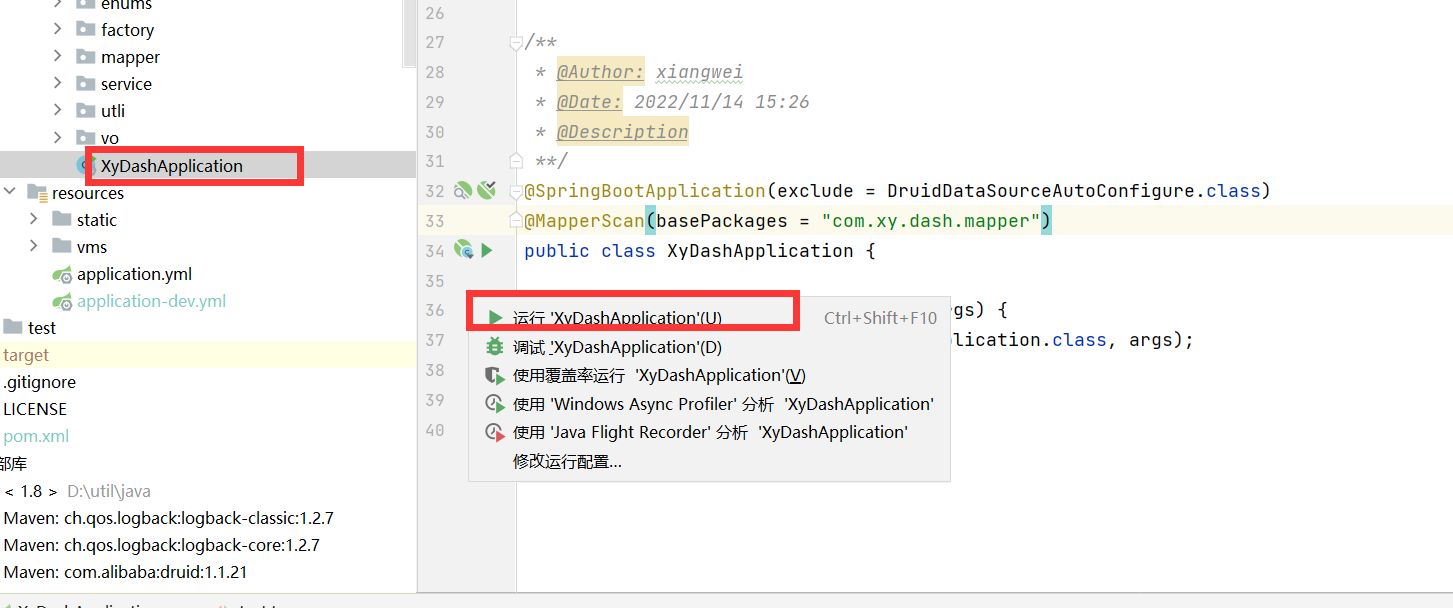 enums
factory
mapper
service
utli
vo
XyDashApplication
resources
static
vms
application.yml
application-dev.yml
test
target
.gitignore
LICENSE
pom.xml
部库
< 1.8 > D:\util\java
Maven: ch.qos.logback:logback-classic:1.2.7
Maven: ch.qos.logback:logback-core:1.2.7
Maven: com.alibaba:druid:1.1.21
26
27 /**
28 * @Author: xiangwei
29 * @Date: 2022/11/14 15:26
30 * @Description
31 **/
32 @SpringBootApplication(exclude = DruidDataSourceAutoConfigure.class)
33 @MapperScan(basePackages = "com.xy.dash.mapper")
34 public class XyDashApplication {
35
36 gs) {
37 plication.class, args);
38
39
40
运行 'XyDashApplication'(U) Ctrl+Shift+F10
调试 'XyDashApplication'(D)
使用覆盖率运行 'XyDashApplication'(V)
使用 'Windows Async Profiler' 分析 'XyDashApplication'
使用 'Java Flight Recorder' 分析 'XyDashApplication'
修改运行配置...